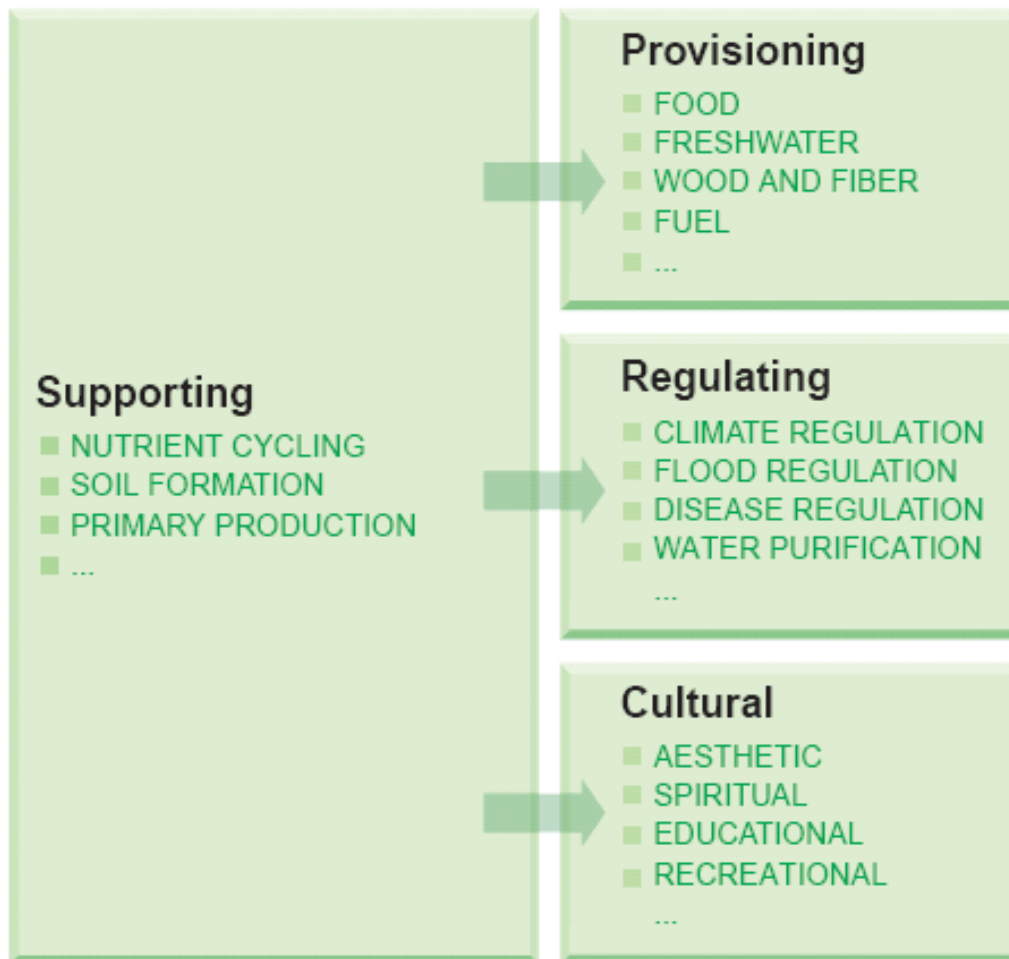 Supporting
NUTRIENT CYCLING
SOIL FORMATION
PRIMARY PRODUCTION
...
Provisioning
FOOD
FRESHWATER
WOOD AND FIBER
FUEL
...
Regulating
CLIMATE REGULATION
FLOOD REGULATION
DISEASE REGULATION
WATER PURIFICATION
...
Cultural
AESTHETIC
SPIRITUAL
EDUCATIONAL
RECREATIONAL
...